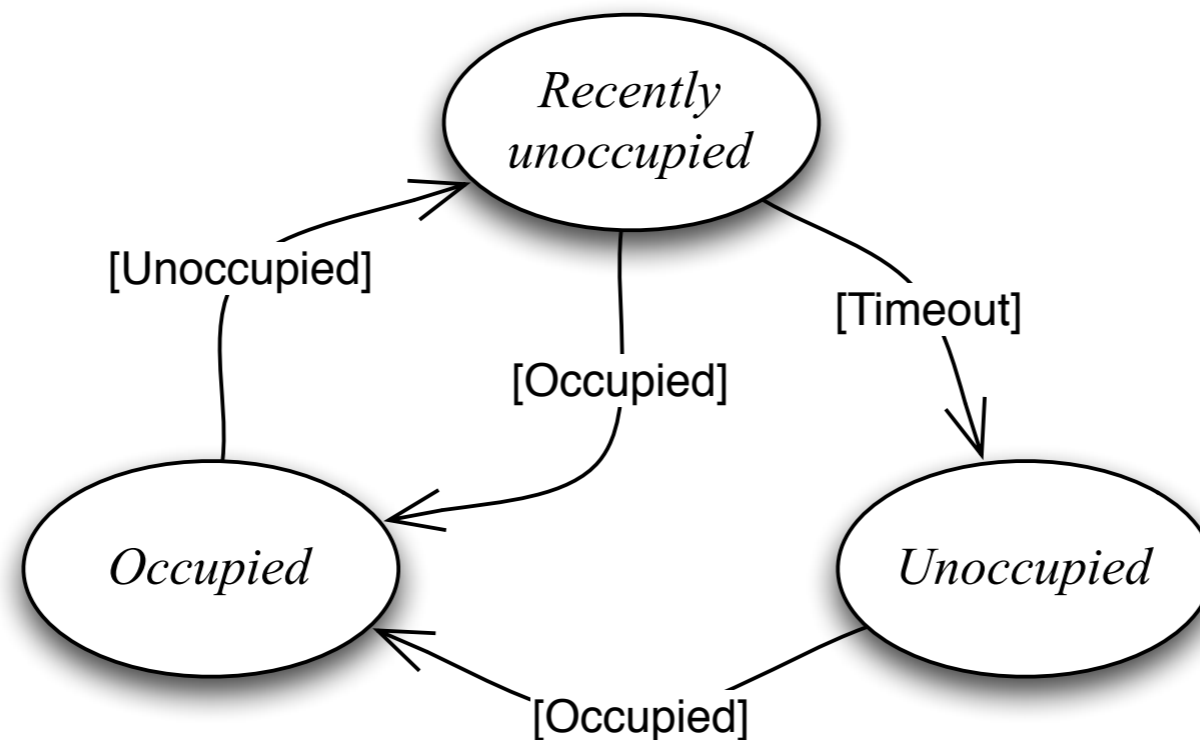 Recently
unoccupied
[Unoccupied]
[Timeout]
[Occupied]
Occupied
Unoccupied
[Occupied]